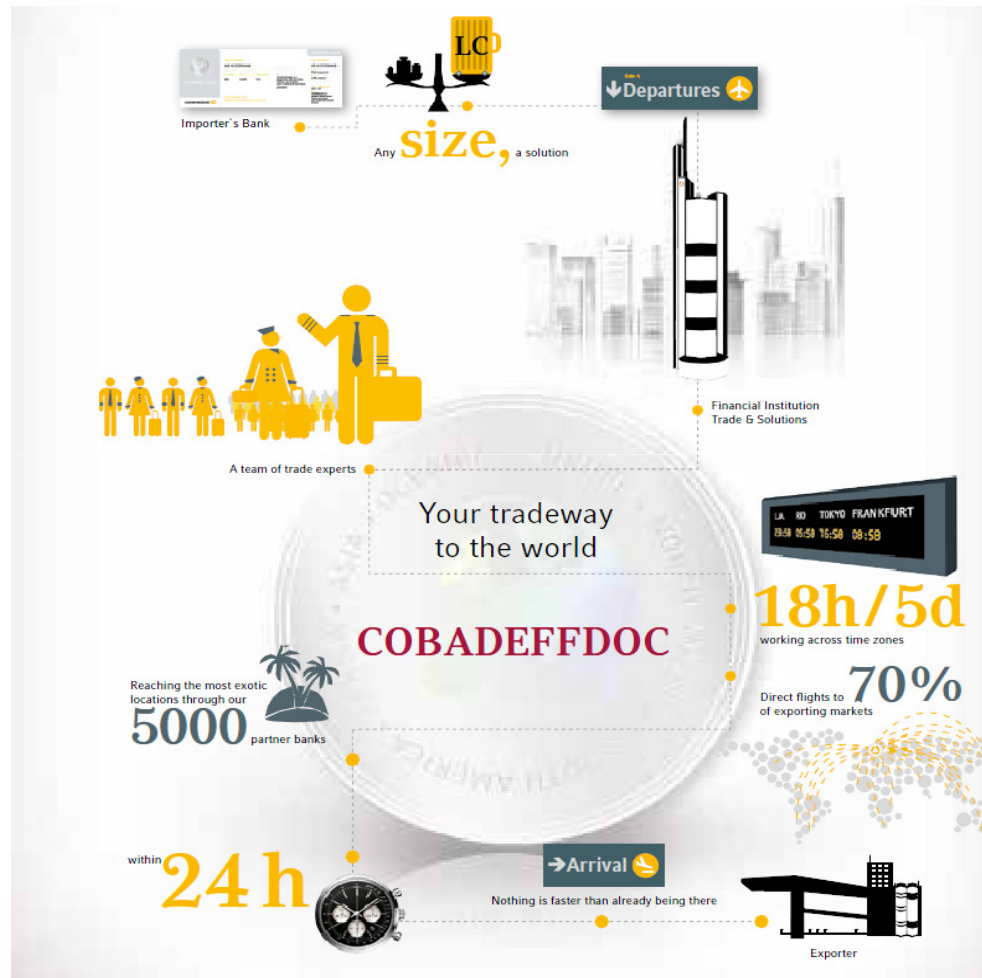 LC
Gate A
Departures
Importer`s Bank
Any size, a solution
Financial Institution
Trade & Solutions
A team of trade experts
Your tradeway
to the world
L.A. RIO TOKYO FRANKFURT
23:58 05:58 16:58 08:58
18h/5d
working across time zones
COBADEFFDOC
Direct flights to 70%
of exporting markets
Reaching the most exotic
locations through our
5000 partner banks
within 24 h
Arrival
Nothing is faster than already being there
Exporter